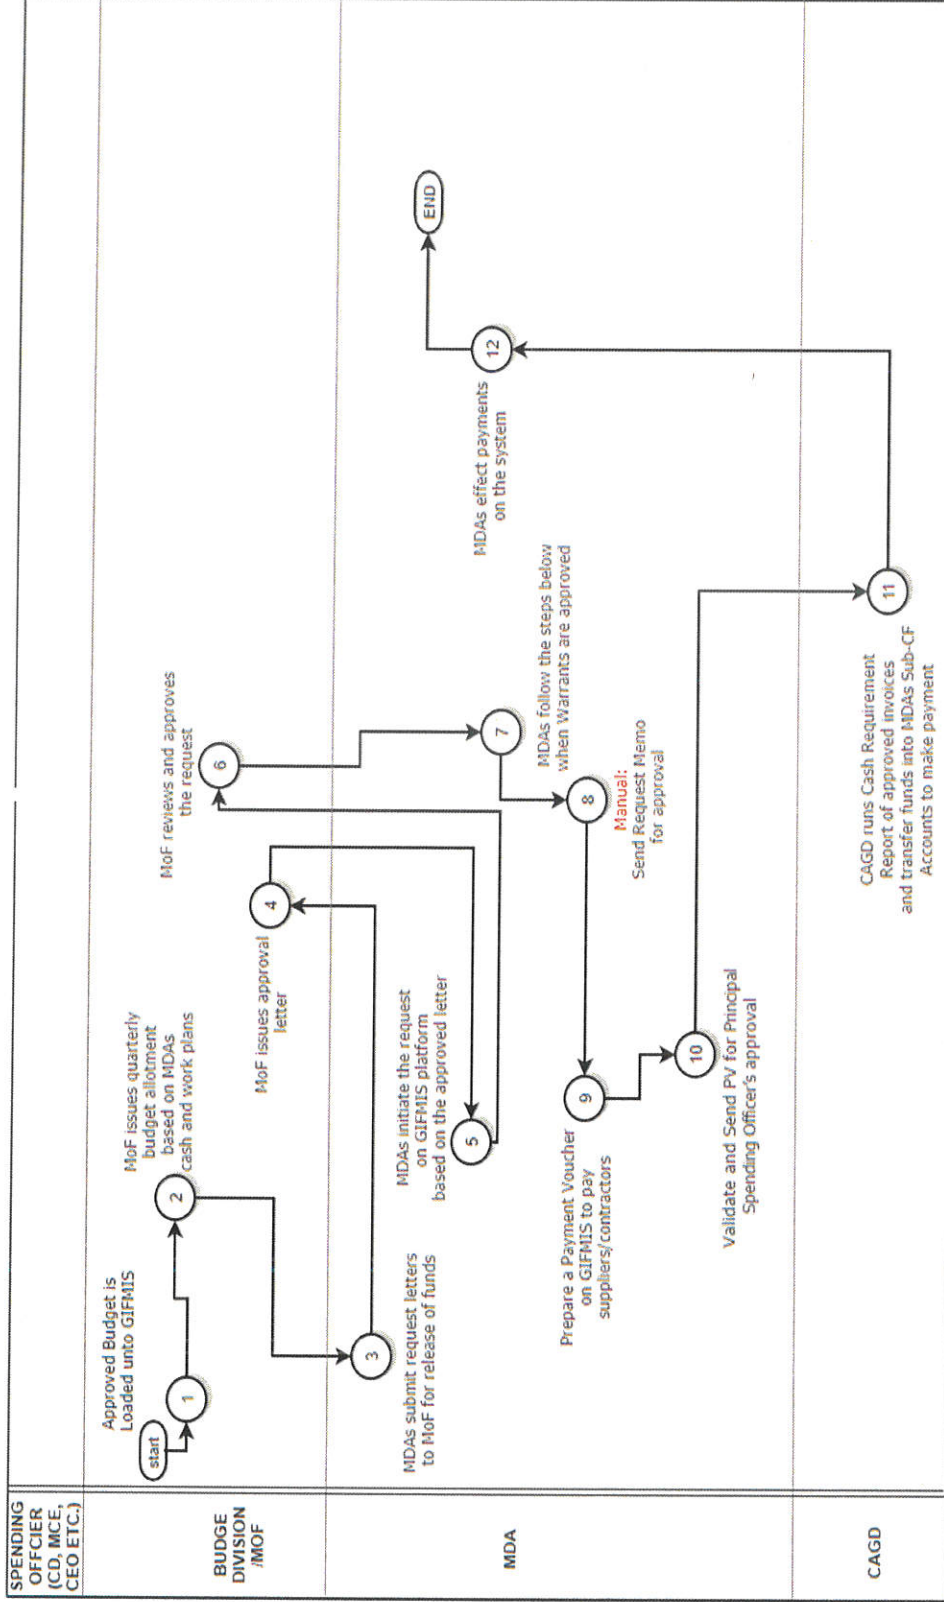 SPENDING
OFFCIER
(CD, MCE,
CEO ETC.)
BUDGE
DIVISION
/MOF
start
Approved Budget is
Loaded unto GIFMIS
1
MoF issues quarterly
budget allotment
based on MDAs
cash and work plans
2
MoF issues approval
letter
4
MoF reviews and approves
the request
6
MDA
3
MDAs submit request letters
to MoF for release of funds
MDAs initiate the request
on GIFMIS platform
based on the approved letter
5
7
MDAs follow the steps below
when Warrants are approved
8
Manual:
Send Request Memo
for approval
Prepare a Payment Voucher
on GIFMIS to pay
suppliers/contractors
9
10
Validate and Send PV for Principal
Spending Officer's approval
MDAs effect payments
on the system
12
END
CAGD
CAGD runs Cash Requirement
Report of approved invoices
and transfer funds into MDAs Sub-CF
Accounts to make payment
11